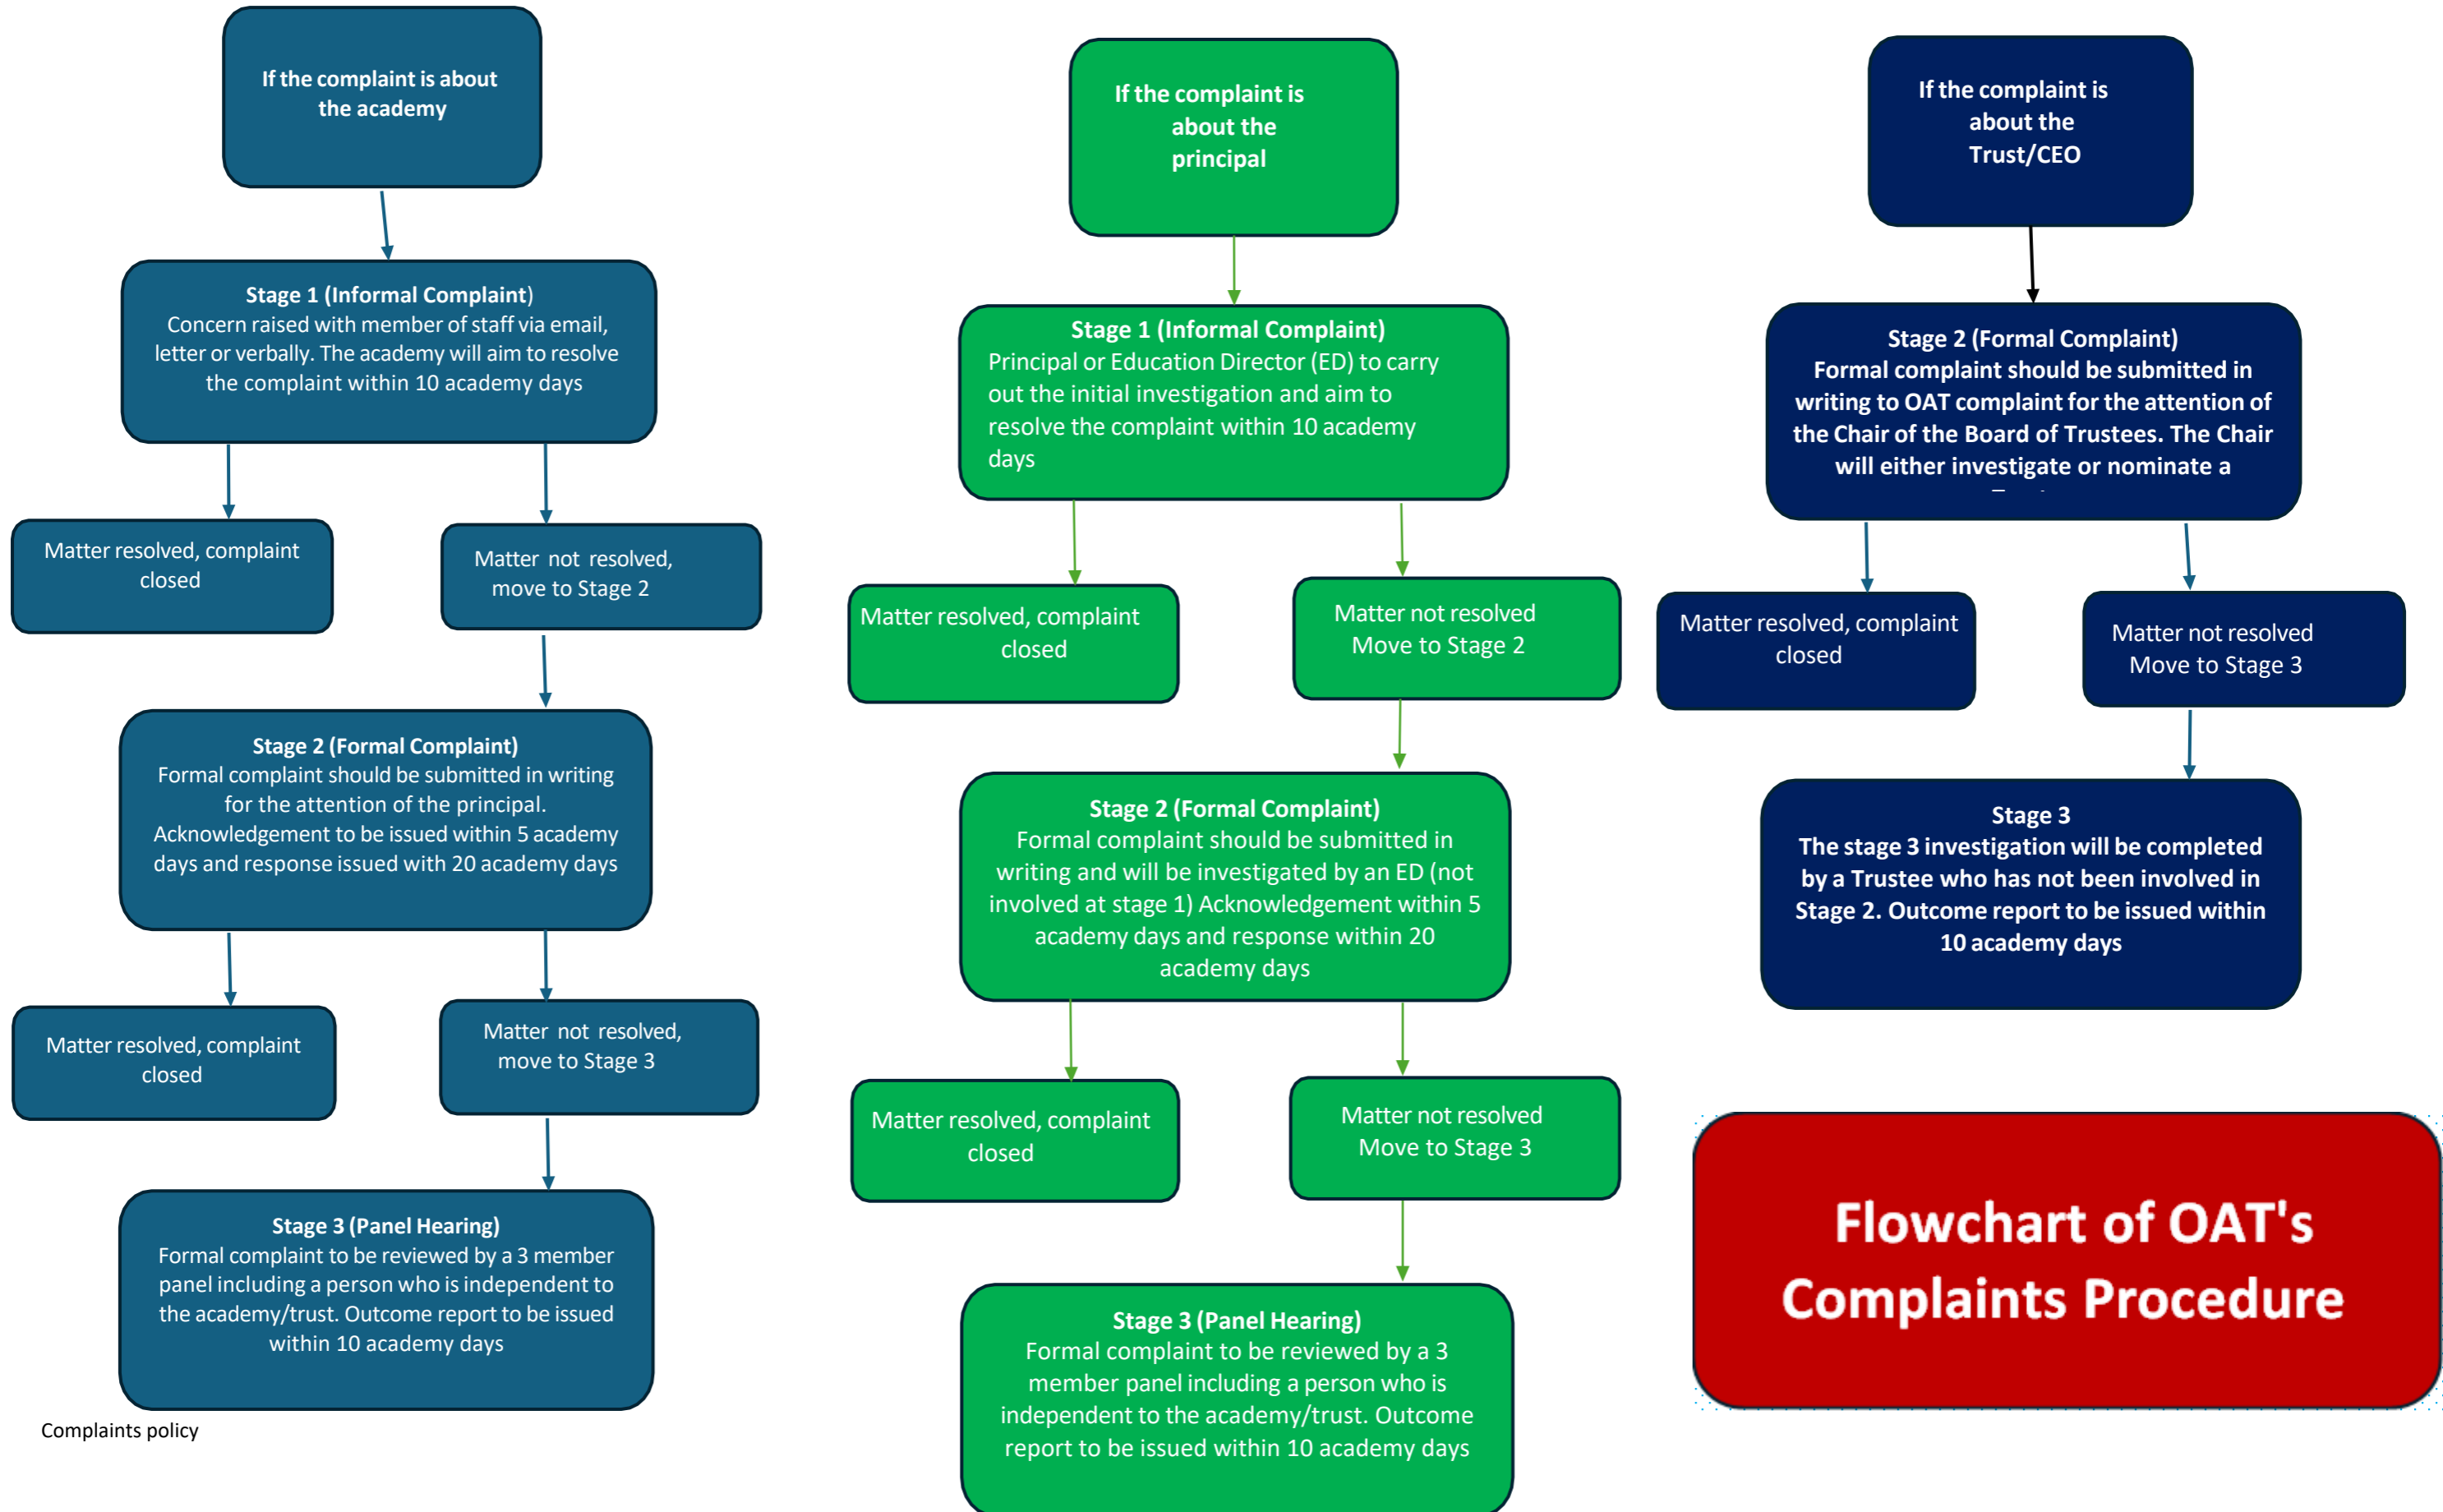 If the complaint is about
the academy
Stage 1 (Informal Complaint)
Concern raised with member of staff via email,
letter or verbally. The academy will aim to resolve
the complaint within 10 academy days
Matter resolved, complaint
closed
Matter not resolved,
move to Stage 2
Stage 2 (Formal Complaint)
Formal complaint should be submitted in writing
for the attention of the principal.
Acknowledgement to be issued within 5 academy
days and response issued with 20 academy days
Matter resolved, complaint
closed
Matter not resolved,
move to Stage 3
Stage 3 (Panel Hearing)
Formal complaint to be reviewed by a 3 member
panel including a person who is independent to
the academy/trust. Outcome report to be issued
within 10 academy days
If the complaint is
about the
principal
Stage 1 (Informal Complaint)
Principal or Education Director (ED) to carry
out the initial investigation and aim to
resolve the complaint within 10 academy
days
Matter resolved, complaint
closed
Matter not resolved
Move to Stage 2
Stage 2 (Formal Complaint)
Formal complaint should be submitted in
writing and will be investigated by an ED (not
involved at stage 1) Acknowledgement within 5
academy days and response within 20
academy days
Matter resolved, complaint
closed
Matter not resolved
Move to Stage 3
Stage 3 (Panel Hearing)
Formal complaint to be reviewed by a 3
member panel including a person who is
independent to the academy/trust. Outcome
report to be issued within 10 academy days
If the complaint is
about the
Trust/CEO
Stage 2 (Formal Complaint)
Formal complaint should be submitted in
writing to OAT complaint for the attention of
the Chair of the Board of Trustees. The Chair
will either investigate or nominate a
Matter resolved, complaint
closed
Matter not resolved
Move to Stage 3
Stage 3
The stage 3 investigation will be completed
by a Trustee who has not been involved in
Stage 2. Outcome report to be issued within
10 academy days
Flowchart of OAT's
Complaints Procedure
Complaints policy